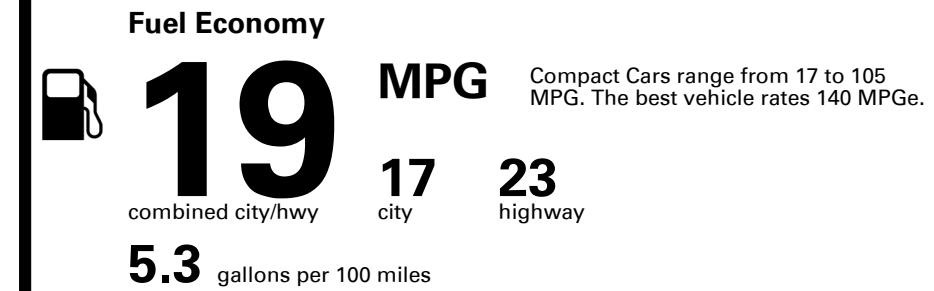 Fuel Economy
19 MPG
Compact Cars range from 17 to 105
MPG. The best vehicle rates 140 MPGe.
17 23
combined city/hwy city highway
5.3 gallons per 100 miles